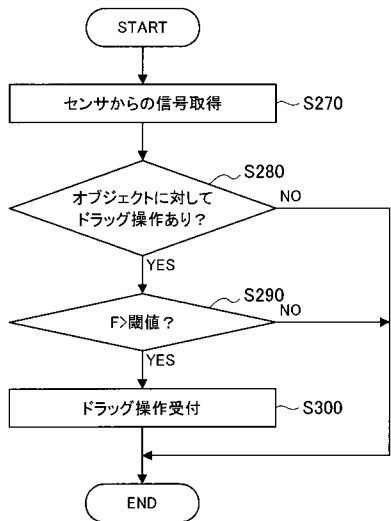 START
センサからの信号取得
S270
S280
オブジェクトに対して
ドラッグ操作あり？
NO
YES
S290
F>閾値？
NO
YES
ドラッグ操作受付
S300
END